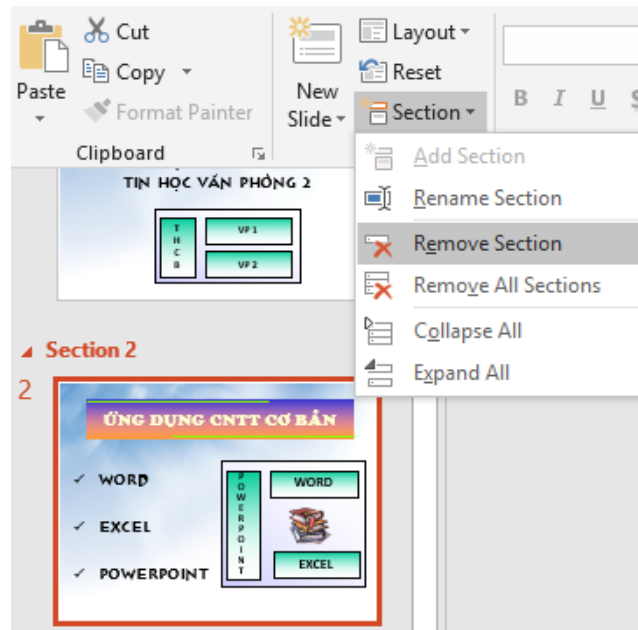 Cut
Copy
Paste
Format Painter
Clipboard
New
Slide
Layout
Reset
Section
B I U S
Add Section
Rename Section
Remove Section
Remove All Sections
Collapse All
Expand All
TIN HỌC VĂN PHÒNG 2
THCB
VP 1
VP 2
Section 2
2
ỨNG DỤNG CNTT CƠ BẢN
✓ WORD
✓ EXCEL
✓ POWERPOINT
POWERPOINT
WORD
EXCEL